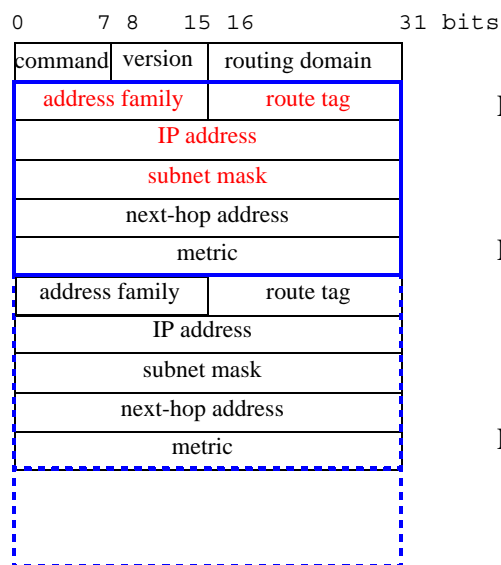 0 7 8 15 16 31 bits
command version routing domain
address family route tag
IP address
subnet mask
next-hop address
metric
address family route tag
IP address
subnet mask
next-hop address
metric